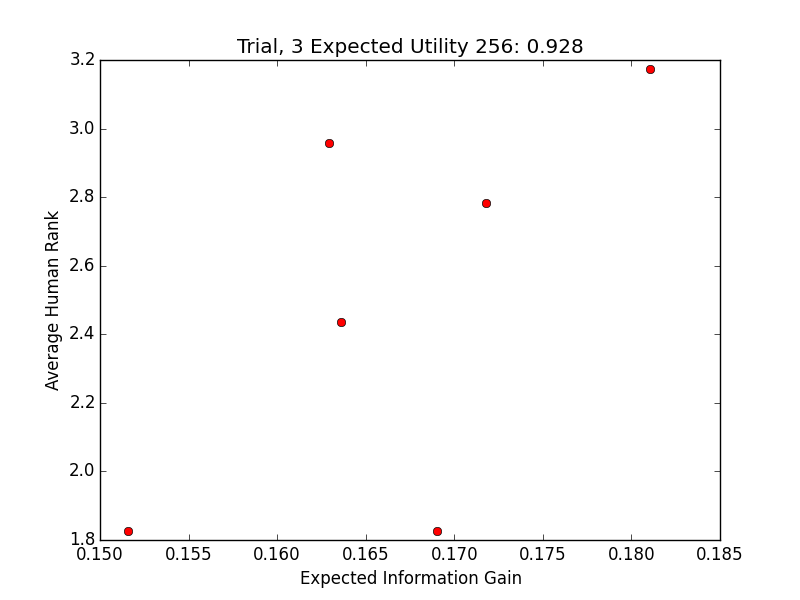 Trial, 3 Expected Utility 256: 0.928
3.2
3.0
2.8
2.6
2.4
2.2
2.0
1.8
Average Human Rank
0.150 0.155 0.160 0.165 0.170 0.175 0.180 0.185
Expected Information Gain